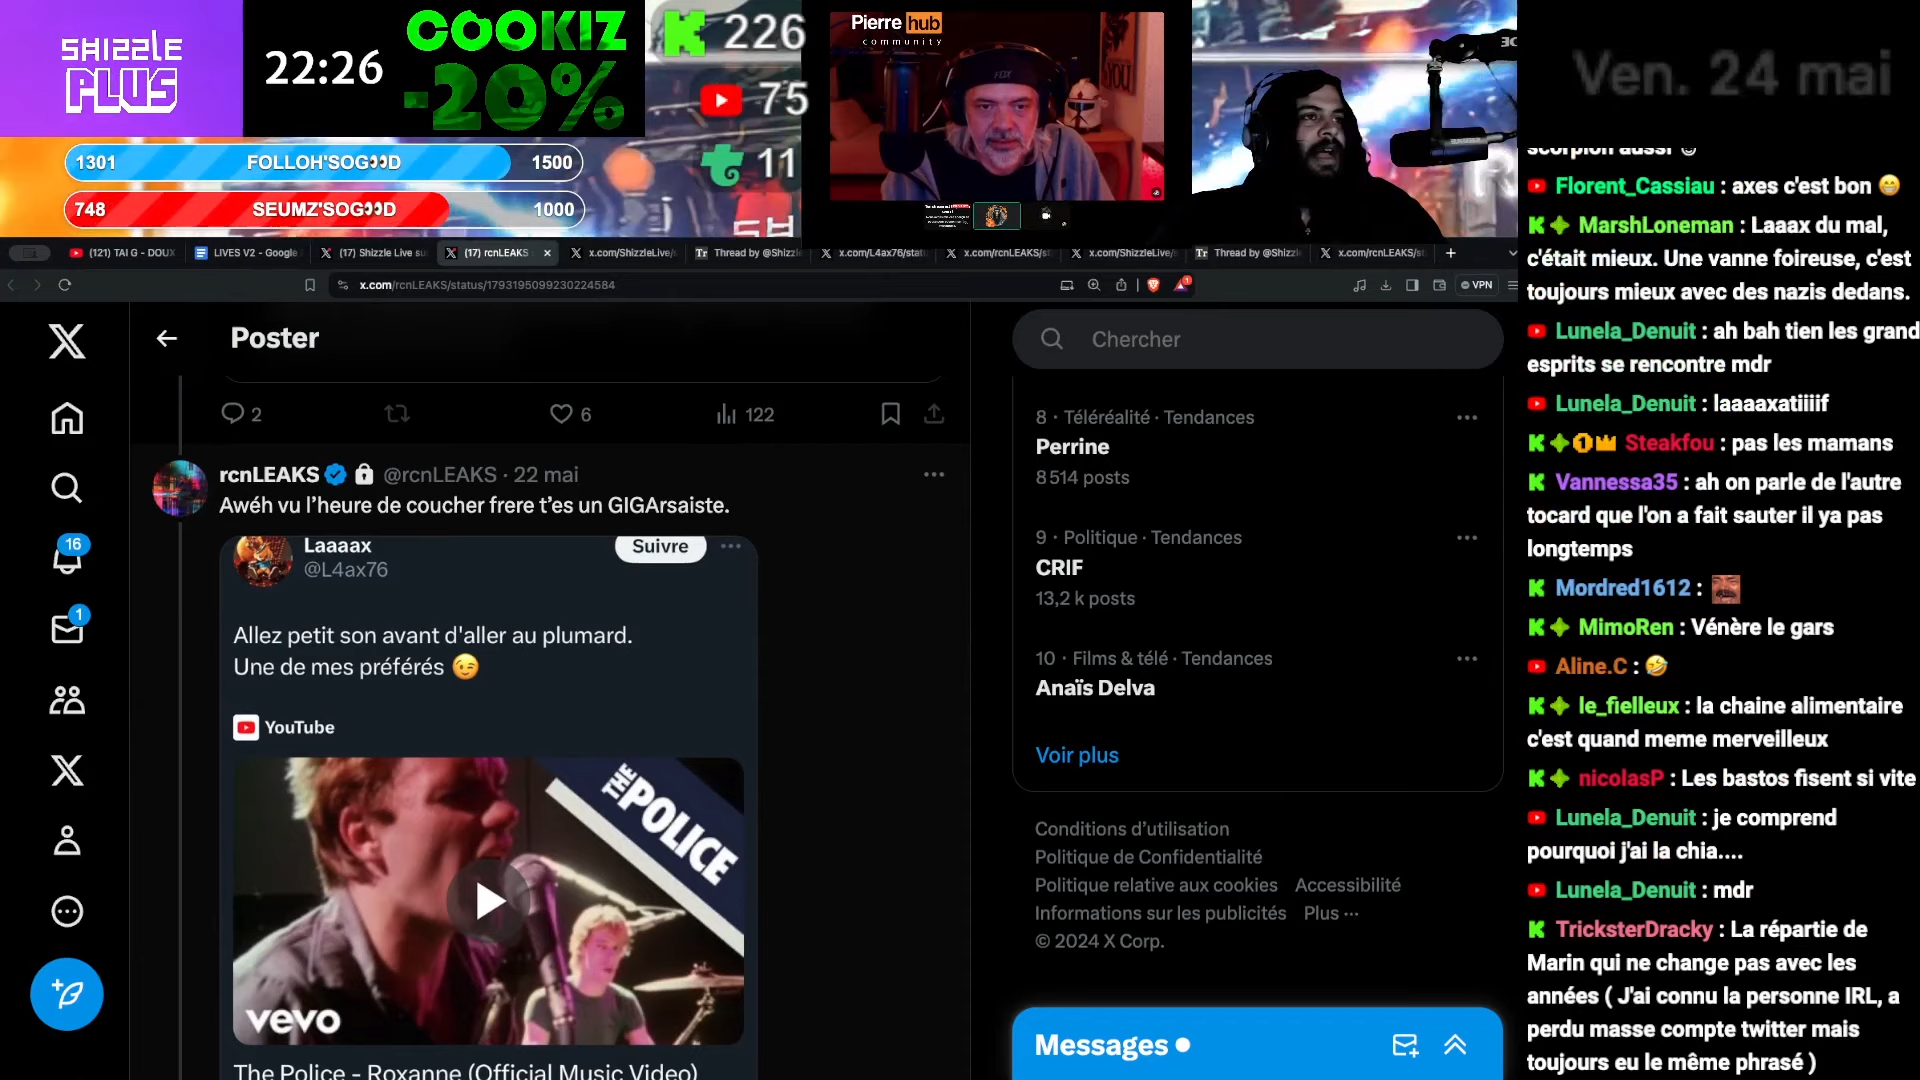 SHIZZLE
PLUS
22:26
COOKIZ
-20%
226
75
11
1301 FOLLOH'SOG👀D 1500
748 SEUMZ'SOG👀D 1000
Pierre hub
community
Ven. 24 mai
(121) TAI G - DOUX
LIVES V2 - Google
(17) Shizzle Live su
(17) rcnLEAKS
x.com/ShizzleLive/s
Thread by @Shizzle
x.com/L4ax76/statu
x.com/rcnLEAKS/st
x.com/ShizzleLive/s
Thread by @Shizzle
x.com/rcnLEAKS/st
x.com/rcnLEAKS/status/1793195099230224584
VPN
Poster
2
6
122
rcnLEAKS @rcnLEAKS · 22 mai
Awéh vu l’heure de coucher frere t’es un GIGArsaiste.
Laaaax
@L4ax76
Suivre
Allez petit son avant d'aller au plumard.
Une de mes préférés 😉
YouTube
THE POLICE
vevo
The Police - Roxanne (Official Music Video)
16
1
Chercher
8 · Téléréalité · Tendances
Perrine
8 514 posts
9 · Politique · Tendances
CRIF
13,2 k posts
10 · Films & télé · Tendances
Anaïs Delva
Voir plus
Conditions d’utilisation
Politique de Confidentialité
Politique relative aux cookies Accessibilité
Informations sur les publicités Plus ···
© 2024 X Corp.
Messages
scorpion aussi
Florent_Cassiau : axes c'est bon 😁
MarshLoneman : Laaax du mal,
c'était mieux. Une vanne foireuse, c'est
toujours mieux avec des nazis dedans.
Lunela_Denuit : ah bah tien les grand
esprits se rencontre mdr
Lunela_Denuit : laaaaxatiiiif
Steakfou : pas les mamans
Vannessa35 : ah on parle de l'autre
tocard que l'on a fait sauter il ya pas
longtemps
Mordred1612 :
MimoRen : Vénère le gars
Aline.C : 🤣
le_fielleux : la chaine alimentaire
c'est quand meme merveilleux
nicolasP : Les bastos fisent si vite
Lunela_Denuit : je comprend
pourquoi j'ai la chia....
Lunela_Denuit : mdr
TricksterDracky : La répartie de
Marin qui ne change pas avec les
années ( J'ai connu la personne IRL, a
perdu masse compte twitter mais
toujours eu le même phrasé )